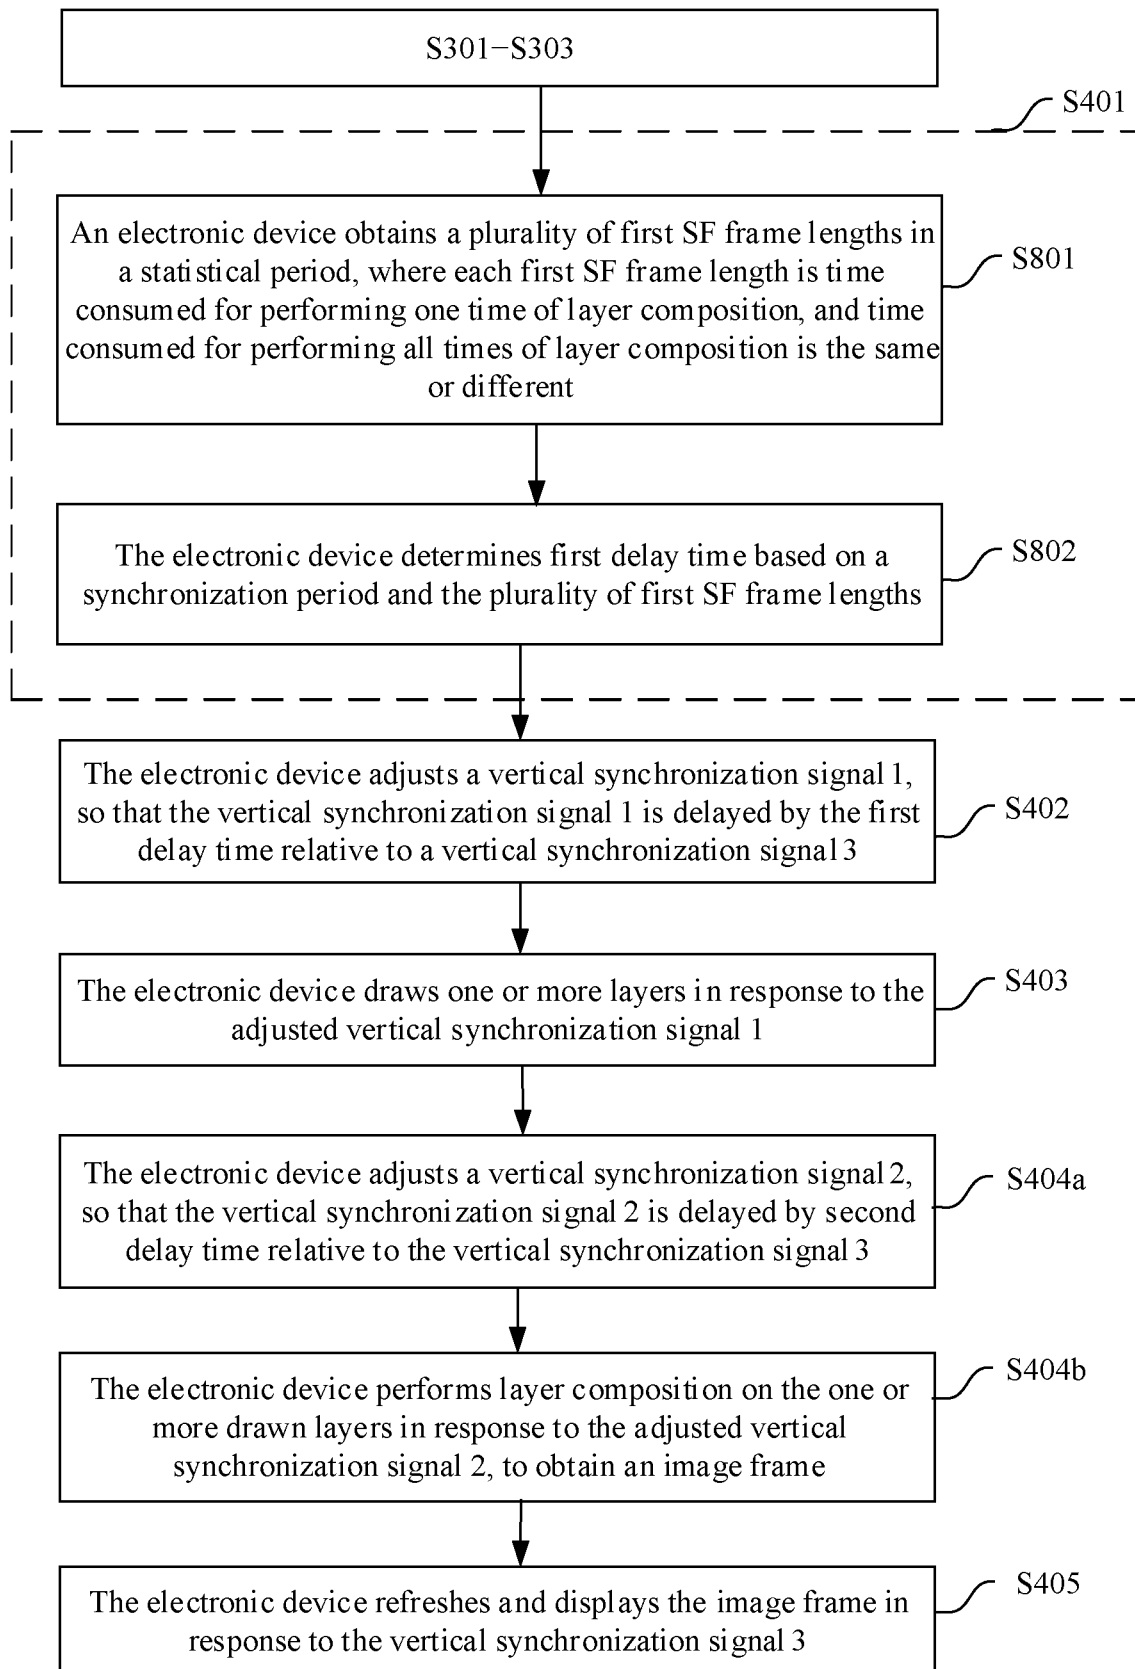 S301−S303
S401
An electronic device obtains a plurality of first SF frame lengths in
a statistical period, where each first SF frame length is time
consumed for performing one time of layer composition, and time
consumed for performing all times of layer composition is the same
or different
S801
The electronic device determines first delay time based on a
synchronization period and the plurality of first SF frame lengths
S802
The electronic device adjusts a vertical synchronization signal 1,
so that the vertical synchronization signal 1 is delayed by the first
delay time relative to a vertical synchronization signal 3
S402
The electronic device draws one or more layers in response to the
adjusted vertical synchronization signal 1
S403
The electronic device adjusts a vertical synchronization signal 2,
so that the vertical synchronization signal 2 is delayed by second
delay time relative to the vertical synchronization signal 3
S404a
The electronic device performs layer composition on the one or
more drawn layers in response to the adjusted vertical
synchronization signal 2, to obtain an image frame
S404b
The electronic device refreshes and displays the image frame in
response to the vertical synchronization signal 3
S405